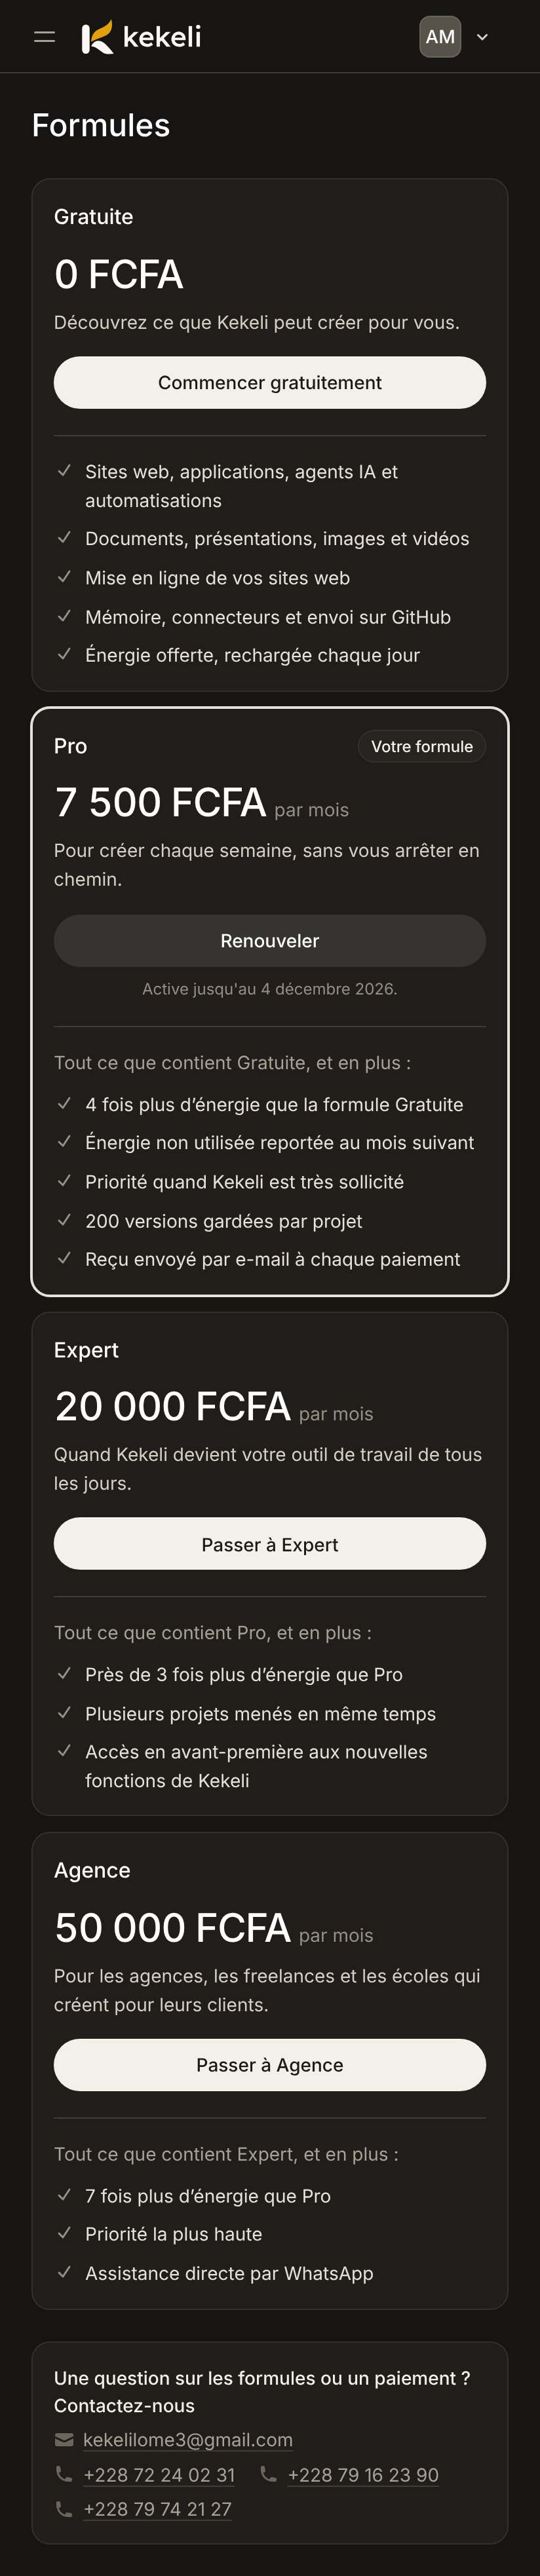 kekeli
AM
Formules
Gratuite
0 FCFA
Découvrez ce que Kekeli peut créer pour vous.
Commencer gratuitement
Sites web, applications, agents IA et
automatisations
Documents, présentations, images et vidéos
Mise en ligne de vos sites web
Mémoire, connecteurs et envoi sur GitHub
Énergie offerte, rechargée chaque jour
Pro
Votre formule
7 500 FCFA par mois
Pour créer chaque semaine, sans vous arrêter en
chemin.
Renouveler
Active jusqu'au 4 décembre 2026.
Tout ce que contient Gratuite, et en plus :
4 fois plus d’énergie que la formule Gratuite
Énergie non utilisée reportée au mois suivant
Priorité quand Kekeli est très sollicité
200 versions gardées par projet
Reçu envoyé par e-mail à chaque paiement
Expert
20 000 FCFA par mois
Quand Kekeli devient votre outil de travail de tous
les jours.
Passer à Expert
Tout ce que contient Pro, et en plus :
Près de 3 fois plus d’énergie que Pro
Plusieurs projets menés en même temps
Accès en avant-première aux nouvelles
fonctions de Kekeli
Agence
50 000 FCFA par mois
Pour les agences, les freelances et les écoles qui
créent pour leurs clients.
Passer à Agence
Tout ce que contient Expert, et en plus :
7 fois plus d’énergie que Pro
Priorité la plus haute
Assistance directe par WhatsApp
Une question sur les formules ou un paiement ?
Contactez-nous
kekelilome3@gmail.com
+228 72 24 02 31 +228 79 16 23 90
+228 79 74 21 27